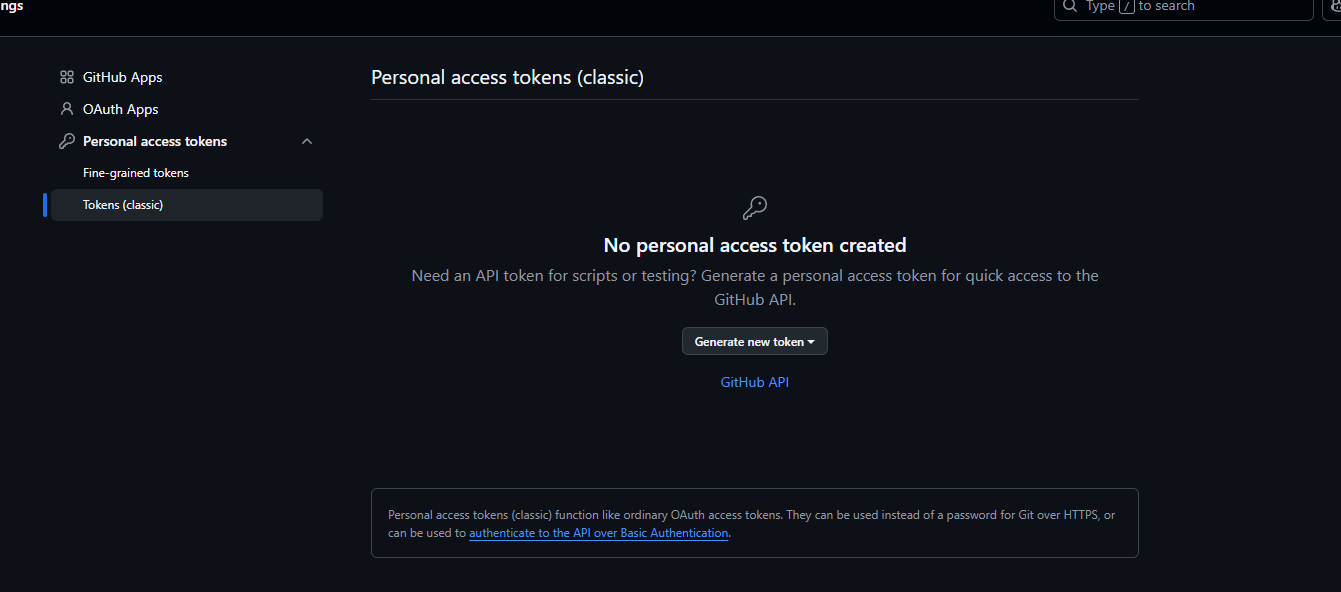 ngs
Type / to search
GitHub Apps
OAuth Apps
Personal access tokens
Fine-grained tokens
Tokens (classic)
Personal access tokens (classic)
No personal access token created
Need an API token for scripts or testing? Generate a personal access token for quick access to the
GitHub API.
Generate new token
GitHub API
Personal access tokens (classic) function like ordinary OAuth access tokens. They can be used instead of a password for Git over HTTPS, or
can be used to authenticate to the API over Basic Authentication.